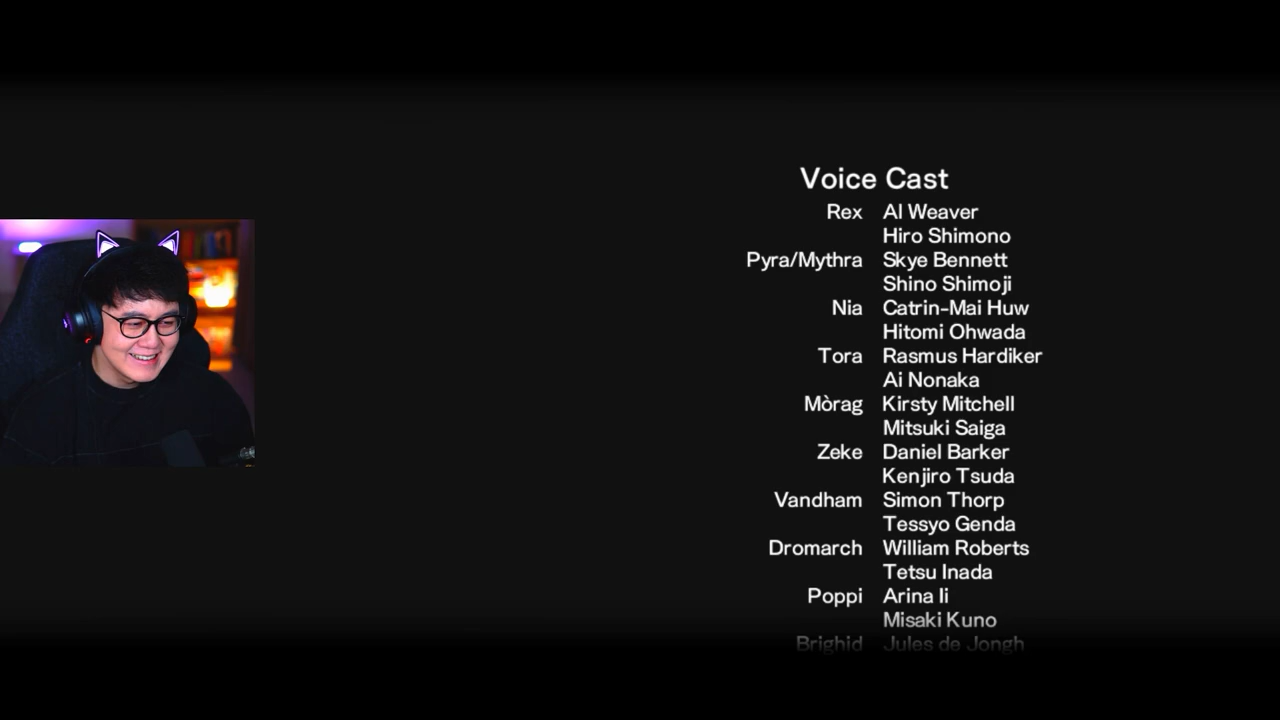 Voice Cast
Rex Al Weaver
Hiro Shimono
Pyra/Mythra Skye Bennett
Shino Shimoji
Nia Catrin-Mai Huw
Hitomi Ohwada
Tora Rasmus Hardiker
Ai Nonaka
Mòrag Kirsty Mitchell
Mitsuki Saiga
Zeke Daniel Barker
Kenjiro Tsuda
Vandham Simon Thorp
Tessyo Genda
Dromarch William Roberts
Tetsu Inada
Poppi Arina Ii
Misaki Kuno
Brighid Jules de Jongh